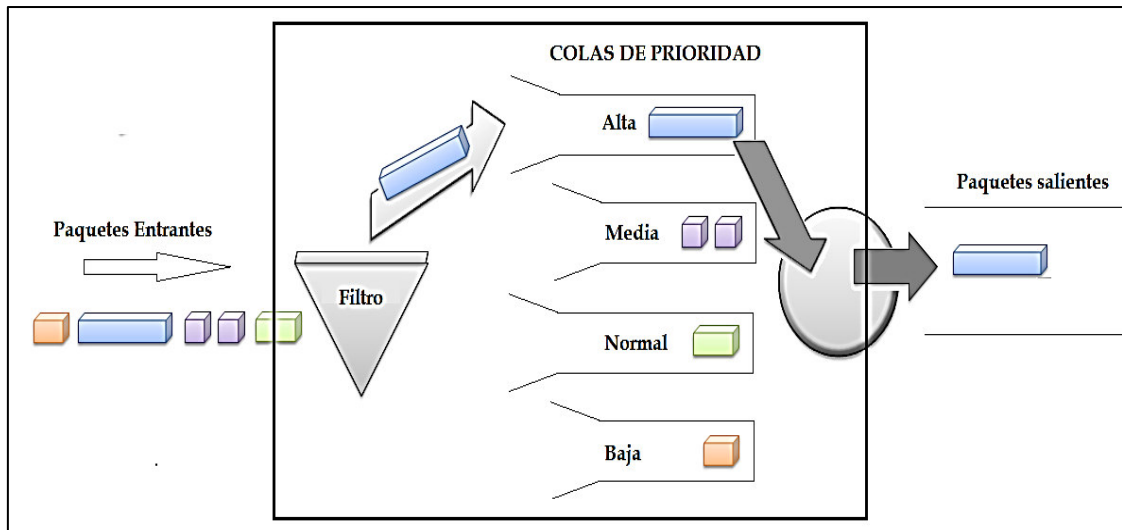 COLAS DE PRIORIDAD
Alta
Paquetes salientes
Paquetes Entrantes
Media
Filtro
Normal
Baja